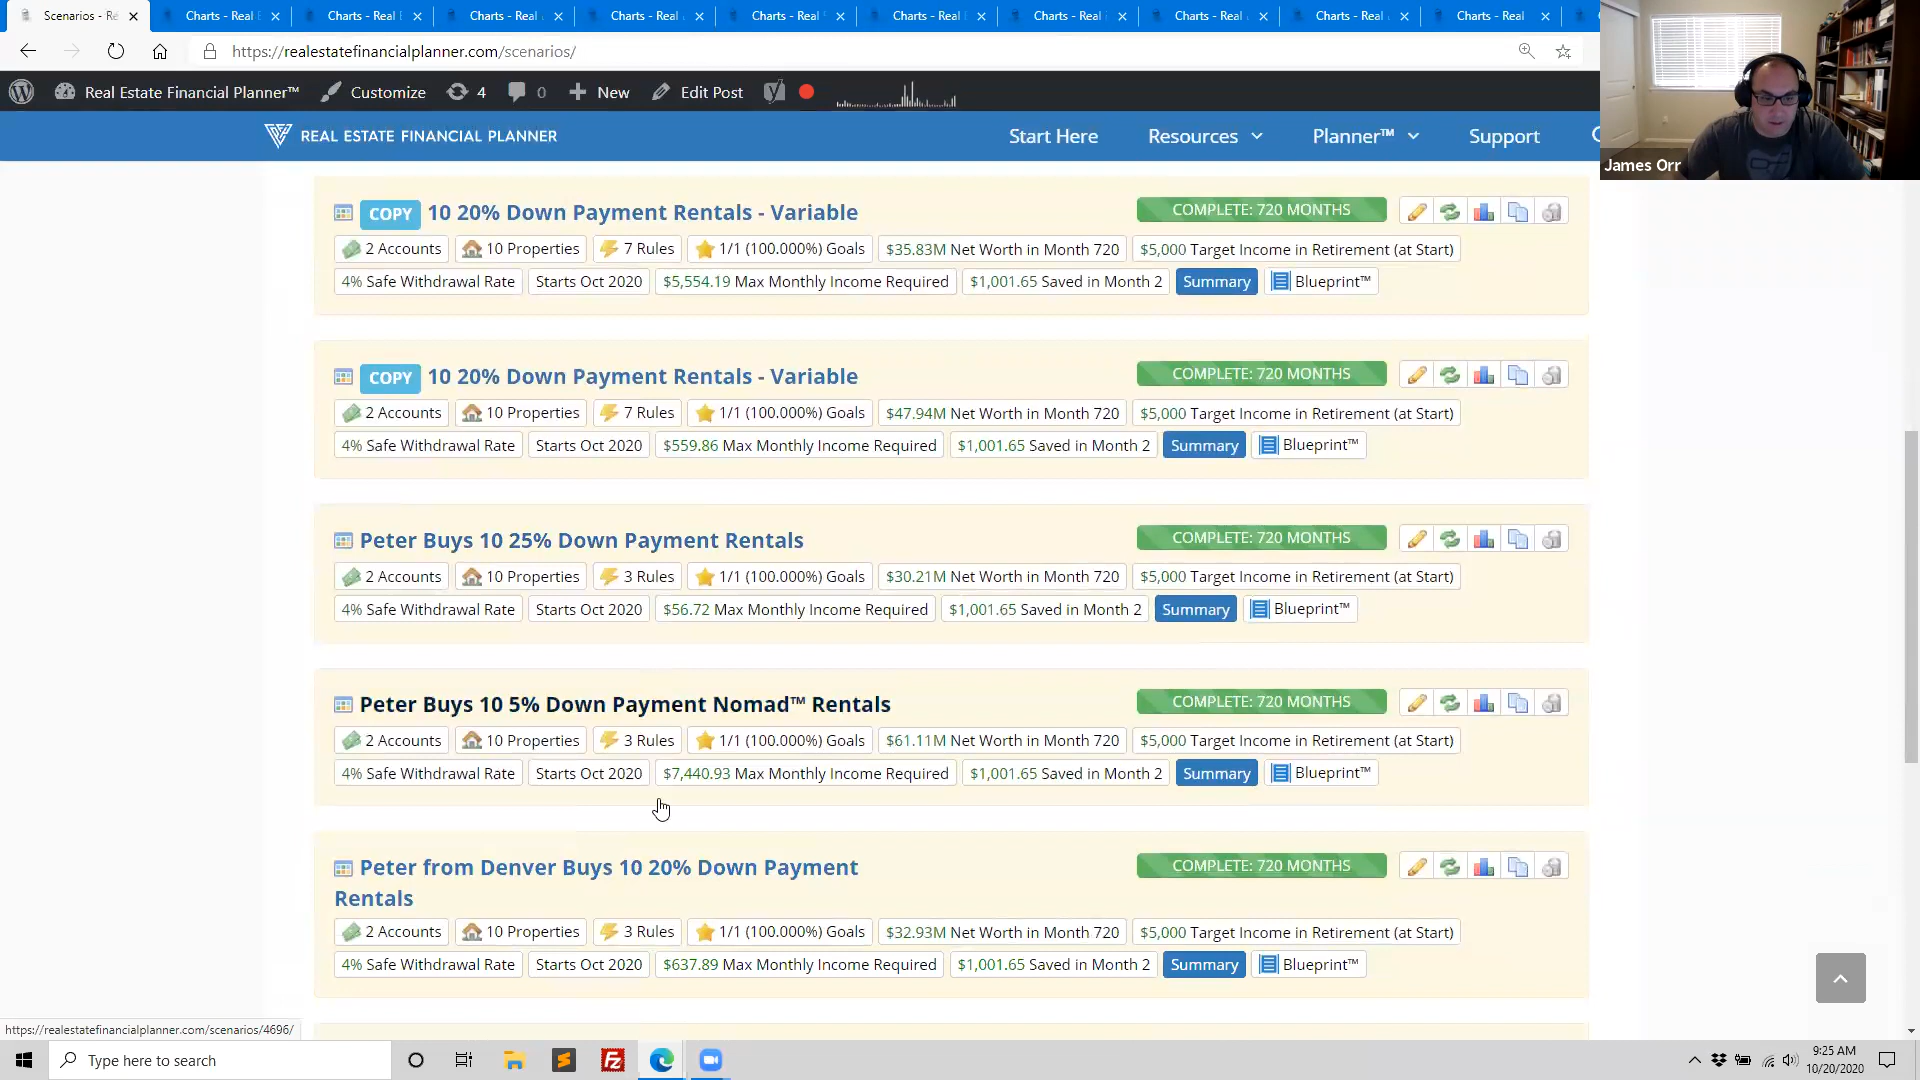 Scenarios - Re
Charts - Real E
Charts - Real E
Charts - Real
Charts - Real
Charts - Real
Charts - Real E
Charts - Real
Charts - Real
Charts - Real
Charts - Real
https://realestatefinancialplanner.com/scenarios/
Real Estate Financial Planner™
Customize
4
0
New
Edit Post
REAL ESTATE FINANCIAL PLANNER
Start Here
Resources
Planner™
Support
James Orr
COPY 10 20% Down Payment Rentals - Variable
COMPLETE: 720 MONTHS
2 Accounts 10 Properties 7 Rules 1/1 (100.000%) Goals $35.83M Net Worth in Month 720 $5,000 Target Income in Retirement (at Start)
4% Safe Withdrawal Rate Starts Oct 2020 $5,554.19 Max Monthly Income Required $1,001.65 Saved in Month 2 Summary Blueprint™
COPY 10 20% Down Payment Rentals - Variable
COMPLETE: 720 MONTHS
2 Accounts 10 Properties 7 Rules 1/1 (100.000%) Goals $47.94M Net Worth in Month 720 $5,000 Target Income in Retirement (at Start)
4% Safe Withdrawal Rate Starts Oct 2020 $559.86 Max Monthly Income Required $1,001.65 Saved in Month 2 Summary Blueprint™
Peter Buys 10 25% Down Payment Rentals
COMPLETE: 720 MONTHS
2 Accounts 10 Properties 3 Rules 1/1 (100.000%) Goals $30.21M Net Worth in Month 720 $5,000 Target Income in Retirement (at Start)
4% Safe Withdrawal Rate Starts Oct 2020 $56.72 Max Monthly Income Required $1,001.65 Saved in Month 2 Summary Blueprint™
Peter Buys 10 5% Down Payment Nomad™ Rentals
COMPLETE: 720 MONTHS
2 Accounts 10 Properties 3 Rules 1/1 (100.000%) Goals $61.11M Net Worth in Month 720 $5,000 Target Income in Retirement (at Start)
4% Safe Withdrawal Rate Starts Oct 2020 $7,440.93 Max Monthly Income Required $1,001.65 Saved in Month 2 Summary Blueprint™
Peter from Denver Buys 10 20% Down Payment
Rentals
COMPLETE: 720 MONTHS
2 Accounts 10 Properties 3 Rules 1/1 (100.000%) Goals $32.93M Net Worth in Month 720 $5,000 Target Income in Retirement (at Start)
4% Safe Withdrawal Rate Starts Oct 2020 $637.89 Max Monthly Income Required $1,001.65 Saved in Month 2 Summary Blueprint™
https://realestatefinancialplanner.com/scenarios/4696/
Type here to search
9:25 AM
10/20/2020